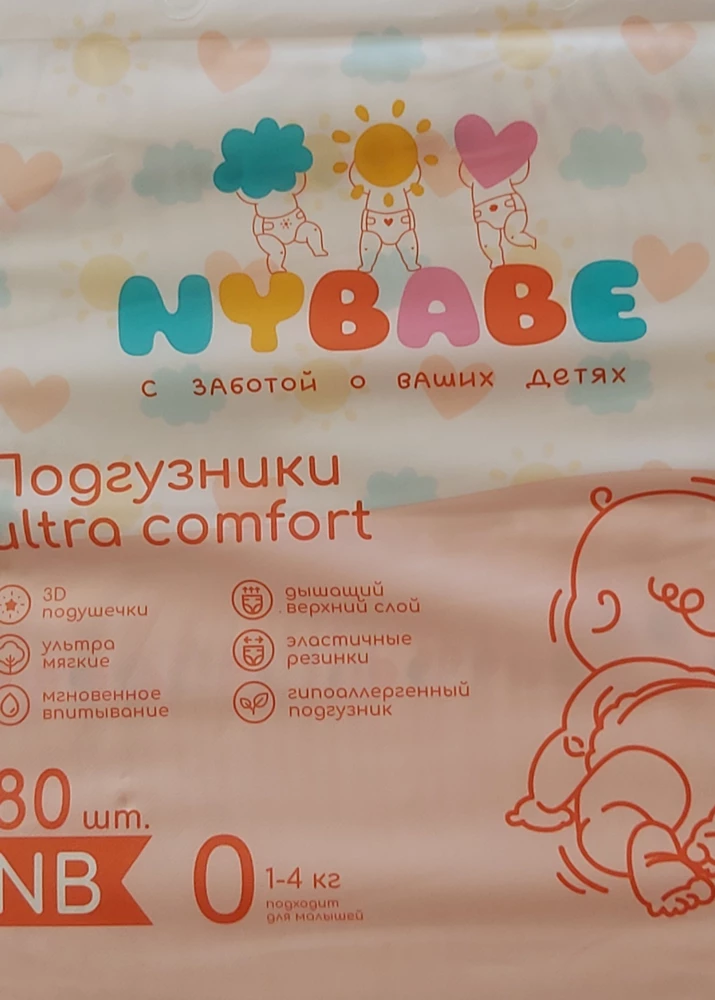 NYBABE
с заботой о ваших детях
Подгузники
ultra comfort
3D
подушечки
ультра
мягкие
мгновенное
впитывание
дышащий
верхний слой
эластичные
резинки
гипоаллергенный
подгузник
80 шт.
NB
0
1-4 кг
подходит
для малышей